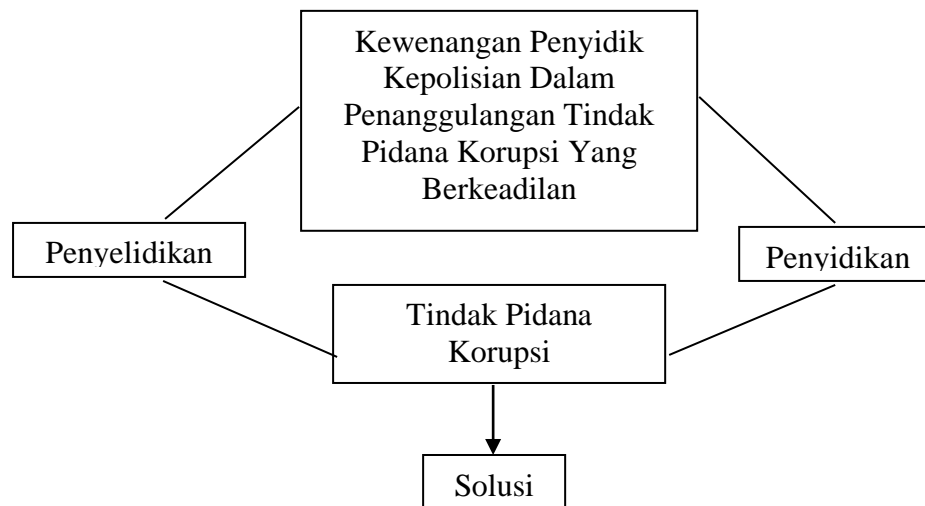 Kewenangan Penyidik
Kepolisian Dalam
Penanggulangan Tindak
Pidana Korupsi Yang
Berkeadilan
Penyelidikan
Penyidikan
Tindak Pidana
Korupsi
Solusi